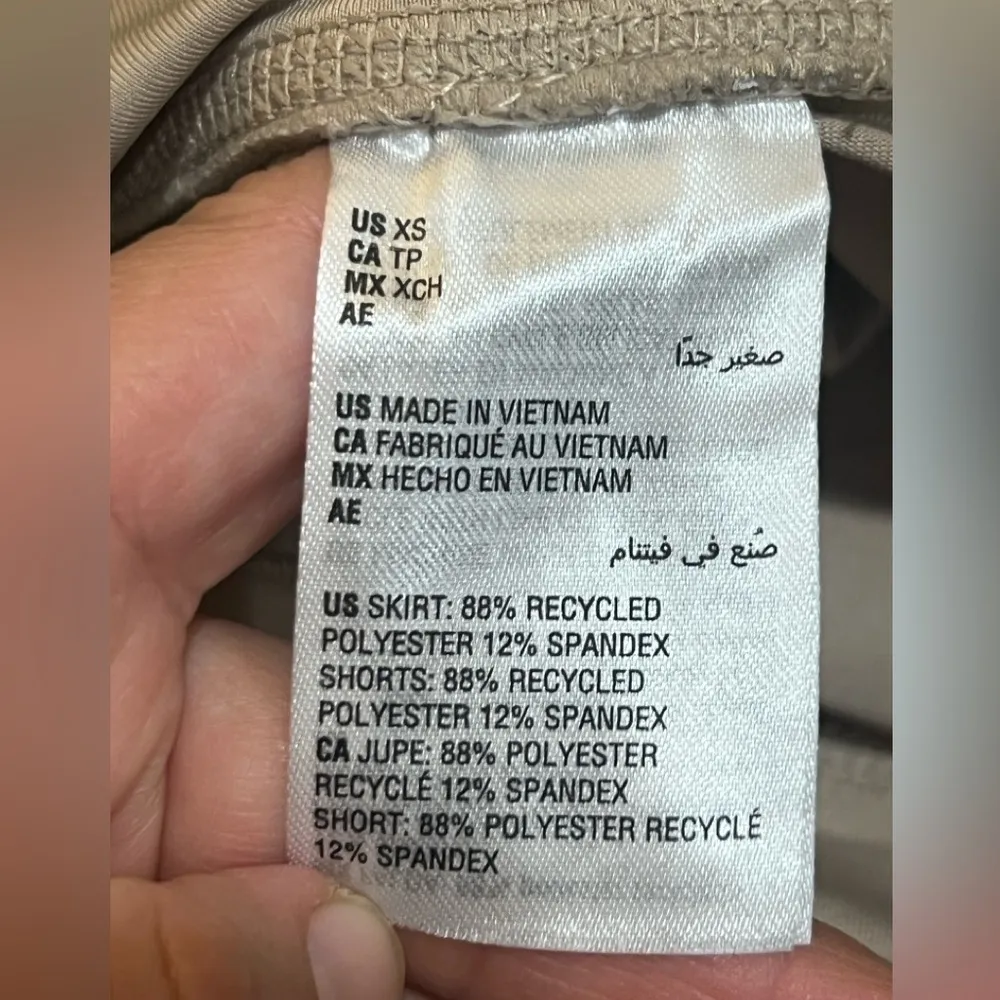 US XS
CA TP
MX XCH
AE
صغير جدًا
US MADE IN VIETNAM
CA FABRIQUÉ AU VIETNAM
MX HECHO EN VIETNAM
AE
صُنع في فيتنام
US SKIRT: 88% RECYCLED
POLYESTER 12% SPANDEX
SHORTS: 88% RECYCLED
POLYESTER 12% SPANDEX
CA JUPE: 88% POLYESTER
RECYCLÉ 12% SPANDEX
SHORT: 88% POLYESTER RECYCLÉ
12% SPANDEX